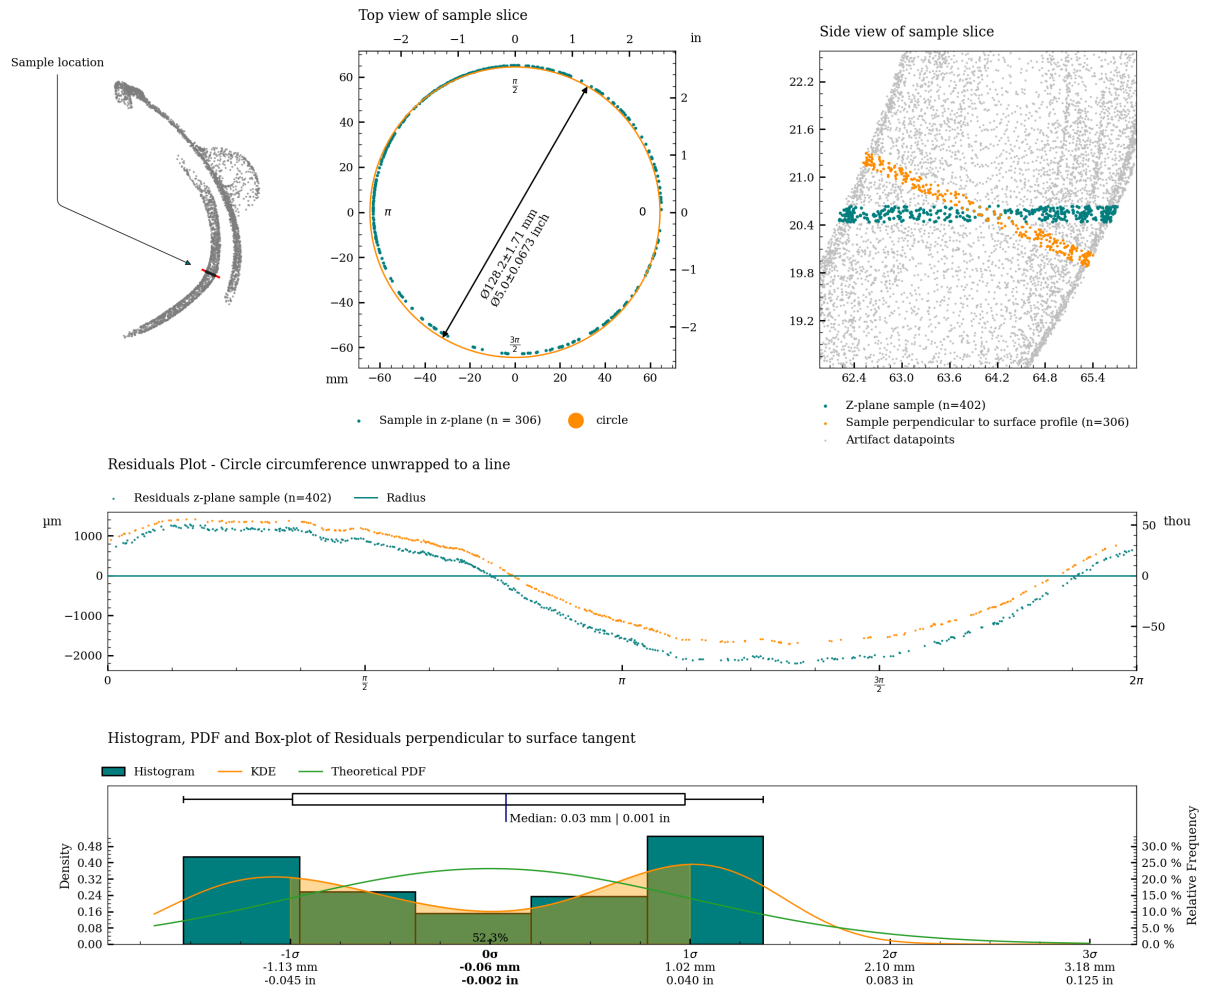 Top view of sample slice
Side view of sample slice
Sample location
−2 −1 0 1 2 in
60
40
20
0
−20
−40
−60
mm
−60 −40 −20 0 20 40 60
2
1
0
−1
−2
π/2
π
0
3π/2
Ø128.2±1.71 mm
Ø5.0±0.0673 inch
Sample in z-plane (n = 306)
circle
22.2
21.6
21.0
20.4
19.8
19.2
62.4 63.0 63.6 64.2 64.8 65.4
Z-plane sample (n=402)
Sample perpendicular to surface profile (n=306)
Artifact datapoints
Residuals Plot - Circle circumference unwrapped to a line
Residuals z-plane sample (n=402)
Radius
µm
thou
1000
0
−1000
−2000
50
0
−50
0 π/2 π 3π/2 2π
Histogram, PDF and Box-plot of Residuals perpendicular to surface tangent
Histogram
KDE
Theoretical PDF
Median: 0.03 mm | 0.001 in
Density
0.48
0.40
0.32
0.24
0.16
0.08
0.00
Relative Frequency
30.0 %
25.0 %
20.0 %
15.0 %
10.0 %
5.0 %
0.0 %
52.3%
-1σ 0σ 1σ 2σ 3σ
-1.13 mm -0.06 mm 1.02 mm 2.10 mm 3.18 mm
-0.045 in -0.002 in 0.040 in 0.083 in 0.125 in